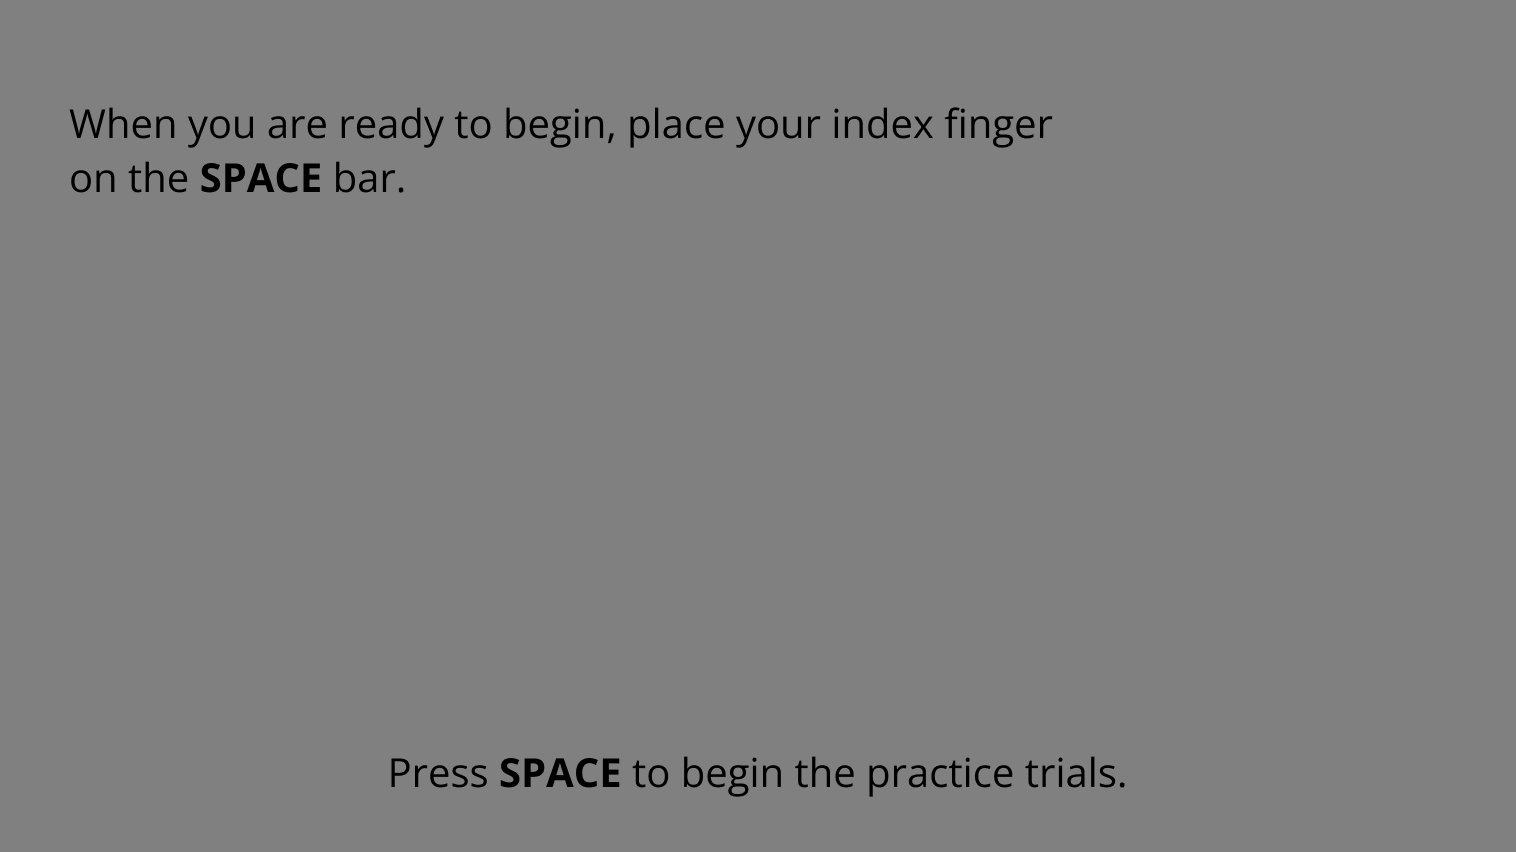 When you are ready to begin, place your index finger
on the SPACE bar.
Press SPACE to begin the practice trials.